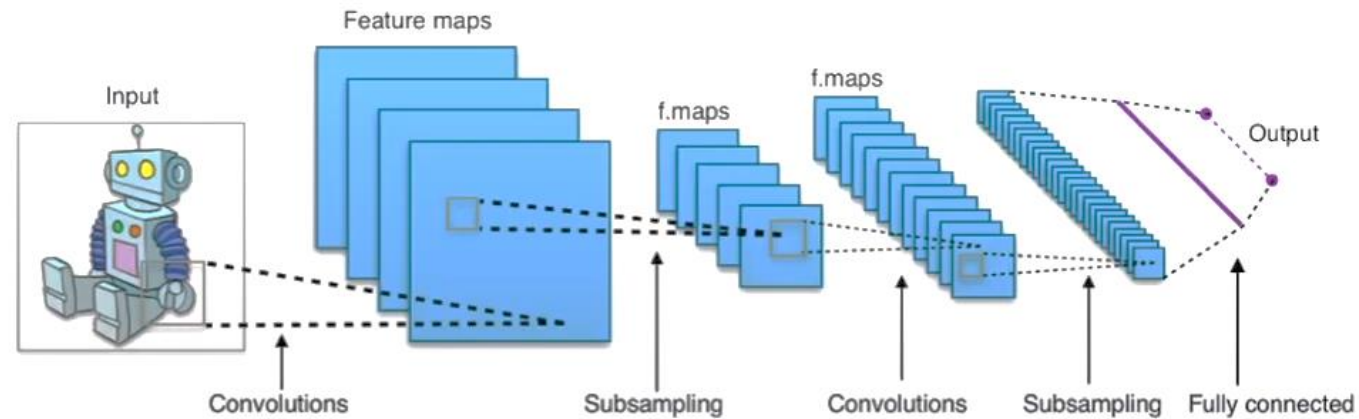 Feature maps
f.maps
Input
f.maps
Output
Convolutions
Subsampling
Convolutions
Subsampling
Fully connected